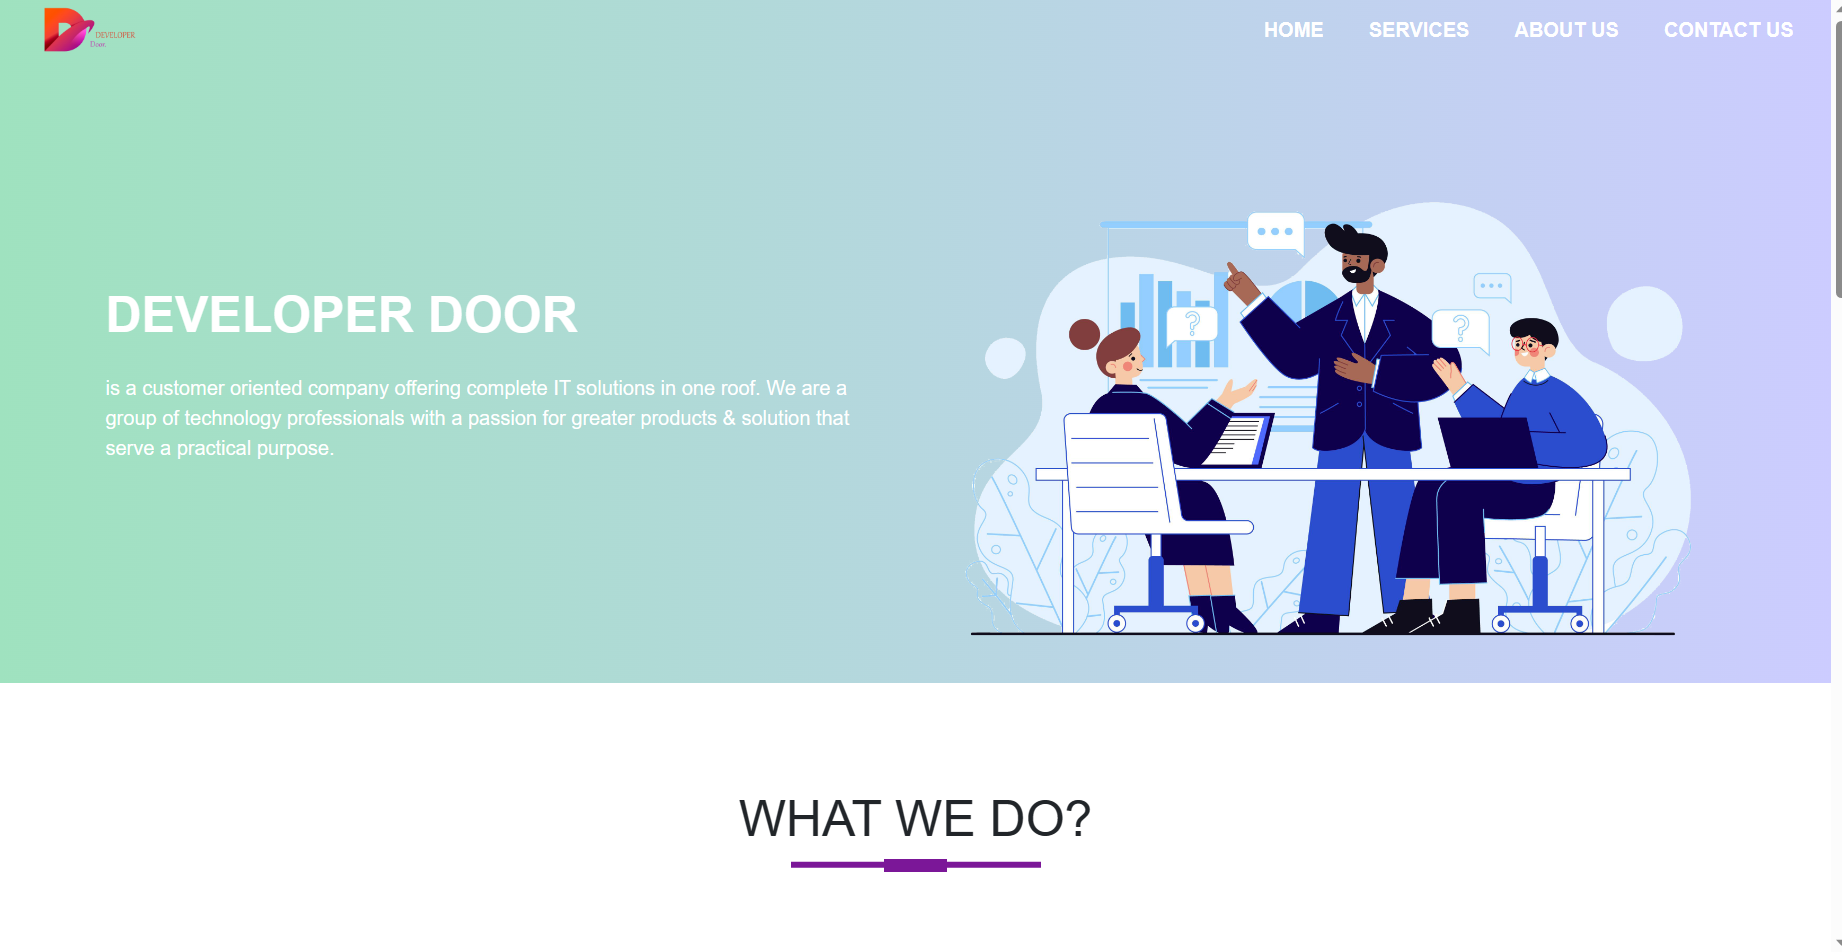 DEVELOPER
Door
HOME SERVICES ABOUT US CONTACT US
DEVELOPER DOOR
is a customer oriented company offering complete IT solutions in one roof. We are a
group of technology professionals with a passion for greater products & solution that
serve a practical purpose.
?
?
WHAT WE DO?